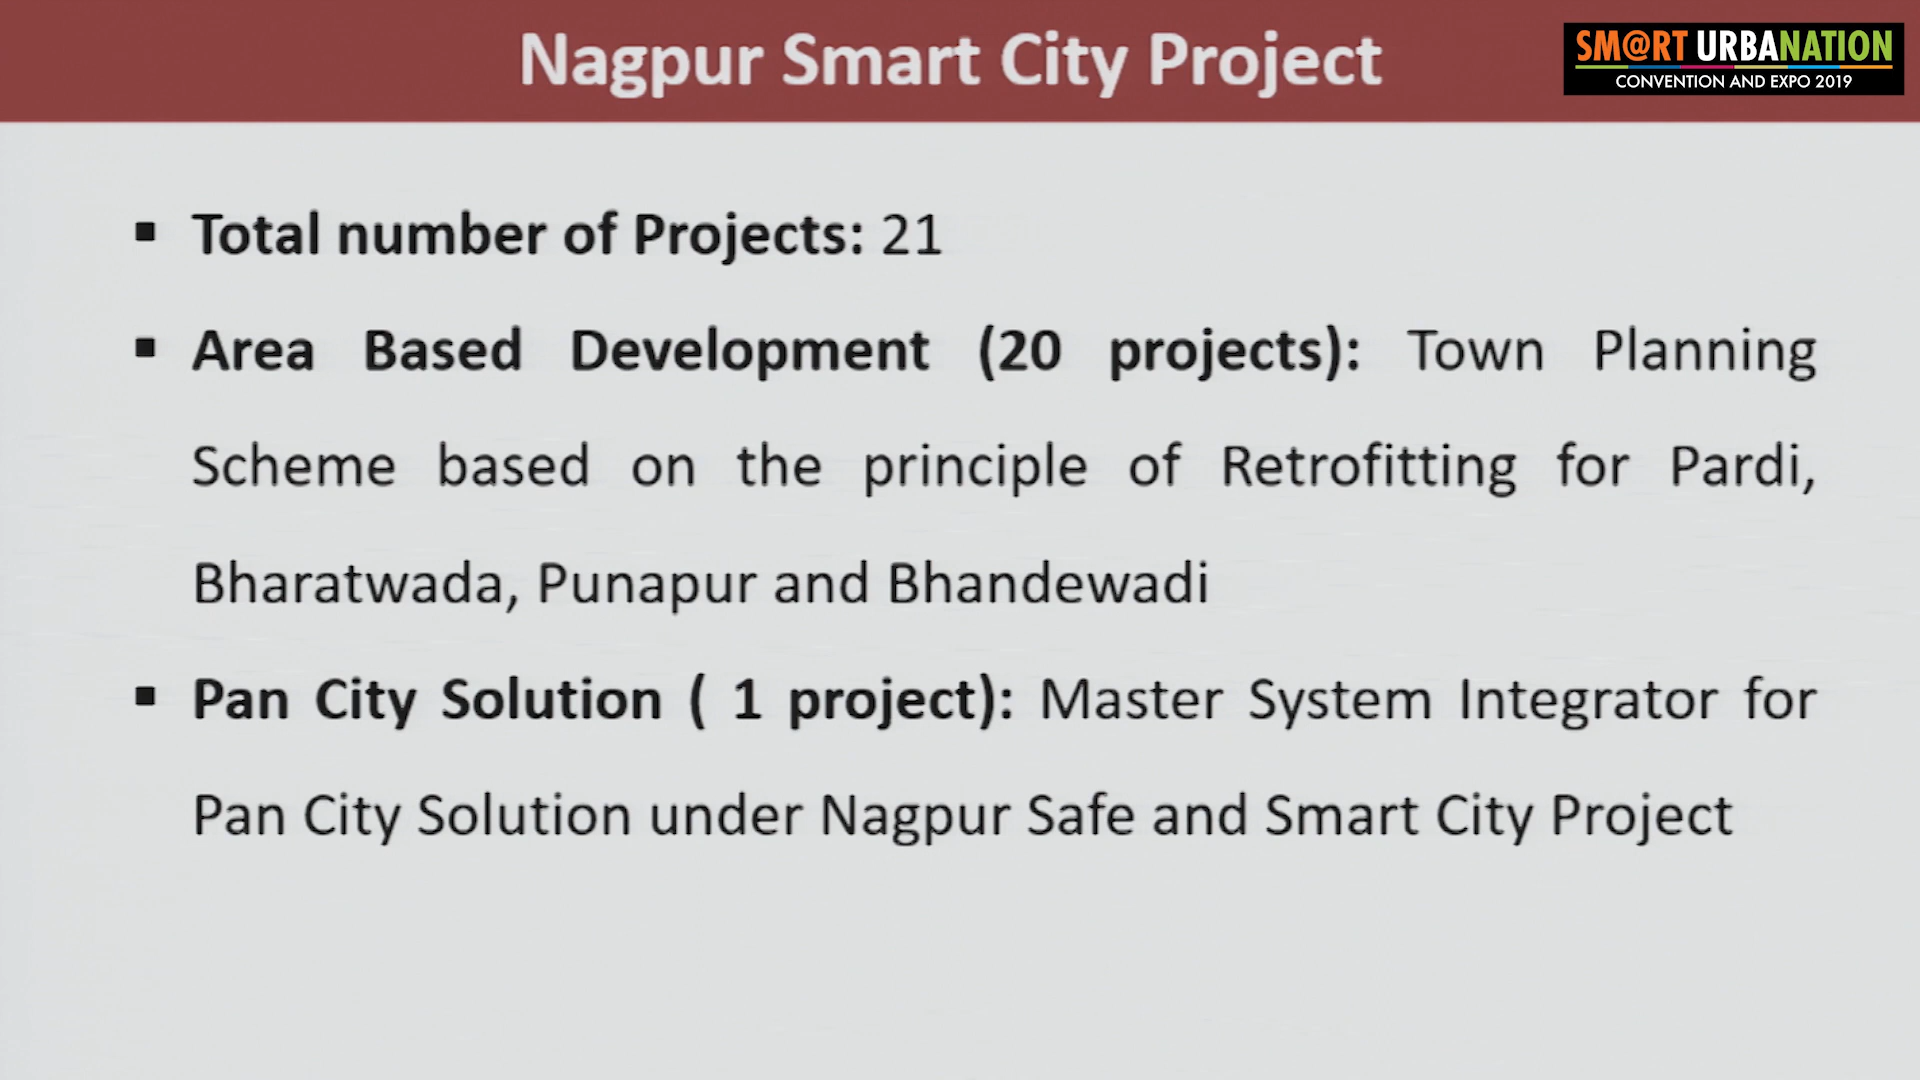 Nagpur Smart City Project
SM@RT URBANATION
CONVENTION AND EXPO 2019
▪ Total number of Projects: 21
▪ Area Based Development (20 projects): Town Planning
Scheme based on the principle of Retrofitting for Pardi,
Bharatwada, Punapur and Bhandewadi
▪ Pan City Solution ( 1 project): Master System Integrator for
Pan City Solution under Nagpur Safe and Smart City Project